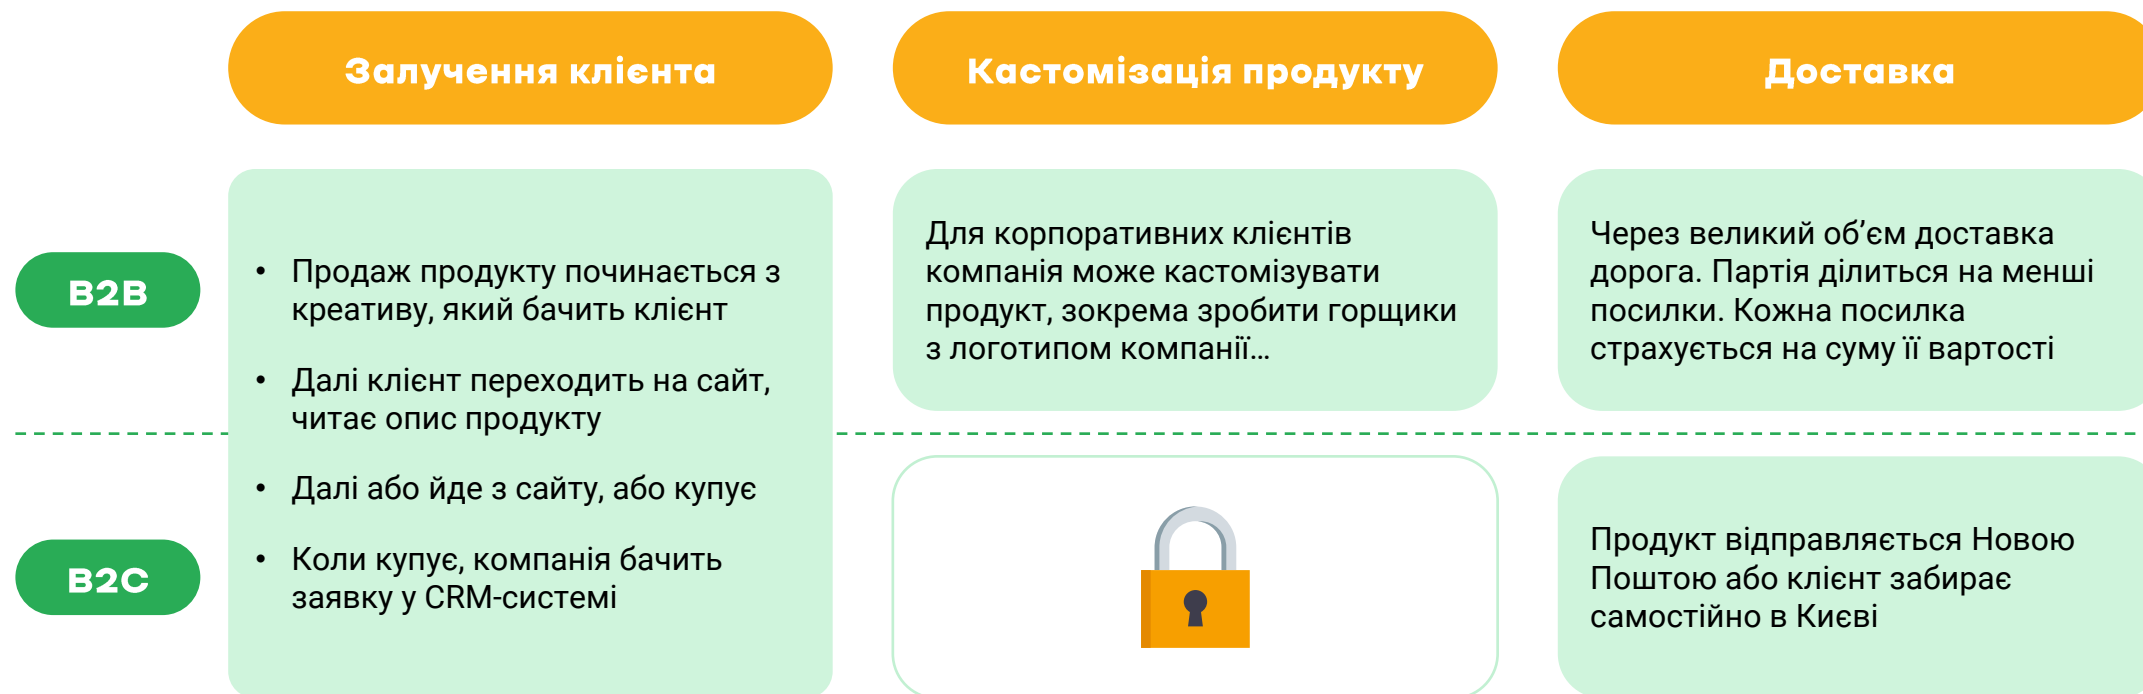 Залучення клієнта
Кастомізація продукту
Доставка
B2B
• Продаж продукту починається з
креативу, який бачить клієнт
• Далі клієнт переходить на сайт,
читає опис продукту
• Далі або йде з сайту, або купує
• Коли купує, компанія бачить
заявку у CRM-системі
Для корпоративних клієнтів
компанія може кастомізувати
продукт, зокрема зробити горщики
з логотипом компанії…
Через великий об’єм доставка
дорога. Партія ділиться на менші
посилки. Кожна посилка
страхується на суму її вартості
B2C
Продукт відправляється Новою
Поштою або клієнт забирає
самостійно в Києві